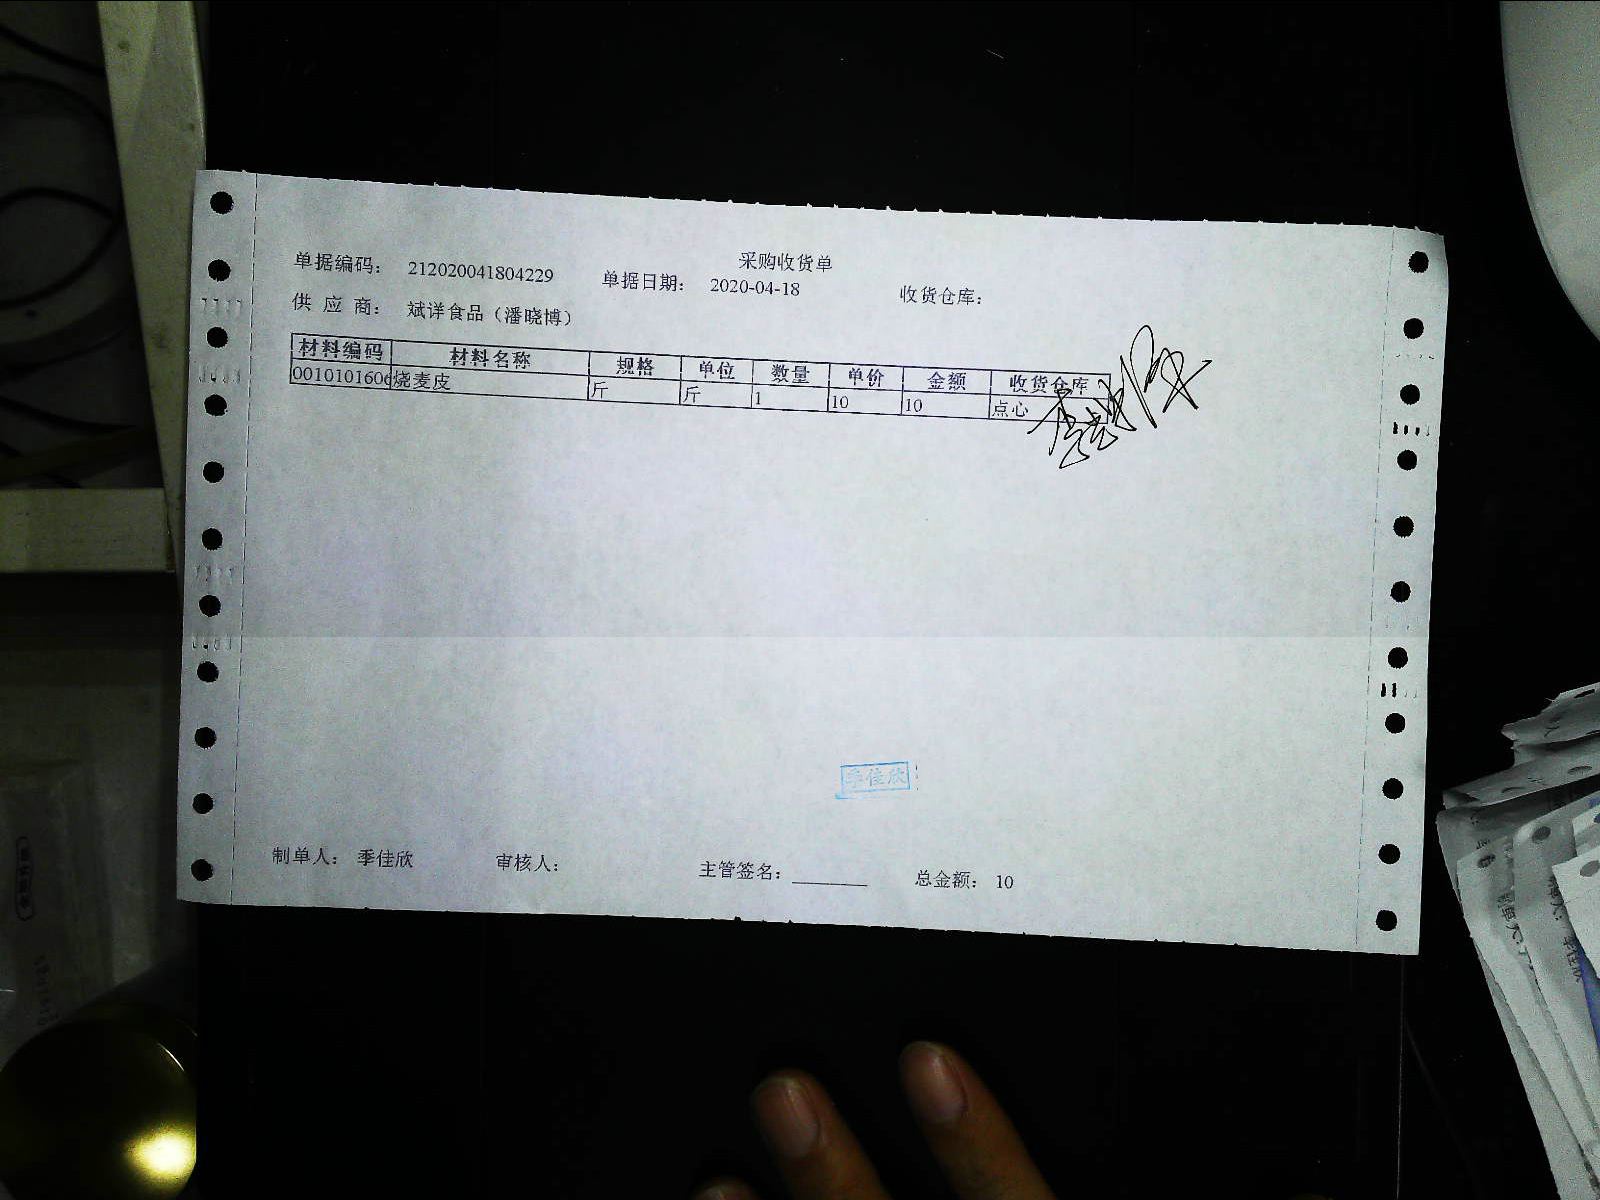 采购收货单
单据编码： 212020041804229 单据日期： 2020-04-18 收货仓库：
供 应 商： 斌洋食品（潘晓博）
材料编码 材料名称 规格 单位 数量 单价 金额 收货仓库
0010101606 烧麦皮 斤 斤 1 10 10 点心
季佳欣
制单人： 季佳欣 审核人： 主管签名：________ 总金额： 10